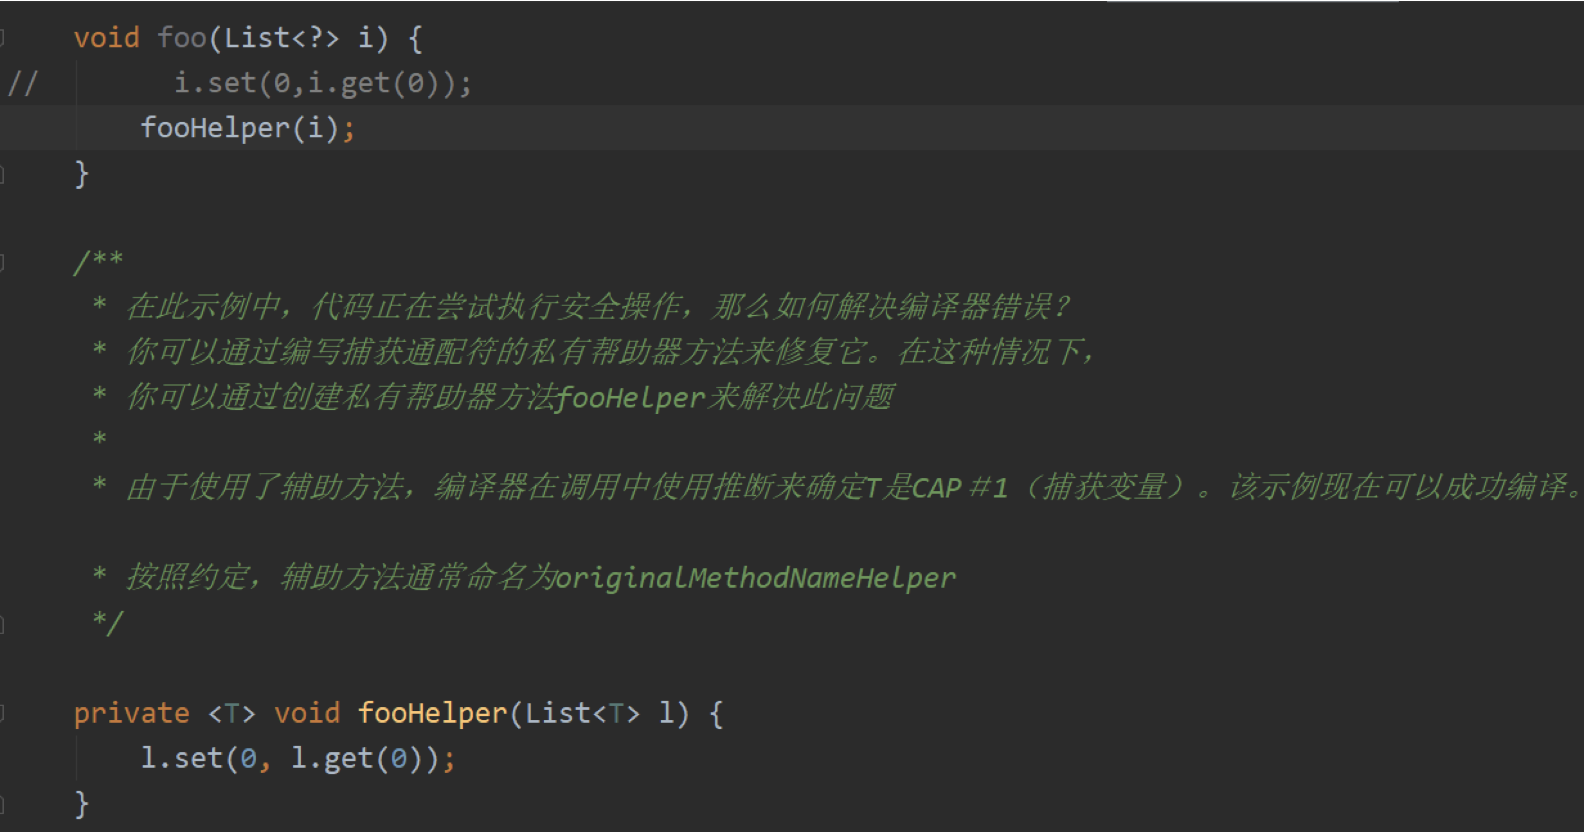 void foo(List<?> i) {
//        i.set(0,i.get(0));
fooHelper(i);
}
/**
* 在此示例中，代码正在尝试执行安全操作，那么如何解决编译器错误？
* 你可以通过编写捕获通配符的私有帮助器方法来修复它。在这种情况下，
* 你可以通过创建私有帮助器方法fooHelper来解决此问题
*
* 由于使用了辅助方法，编译器在调用中使用推断来确定T是CAP＃1（捕获变量）。该示例现在可以成功编译。
* 按照约定，辅助方法通常命名为originalMethodNameHelper
*/
private <T> void fooHelper(List<T> l) {
l.set(0, l.get(0));
}